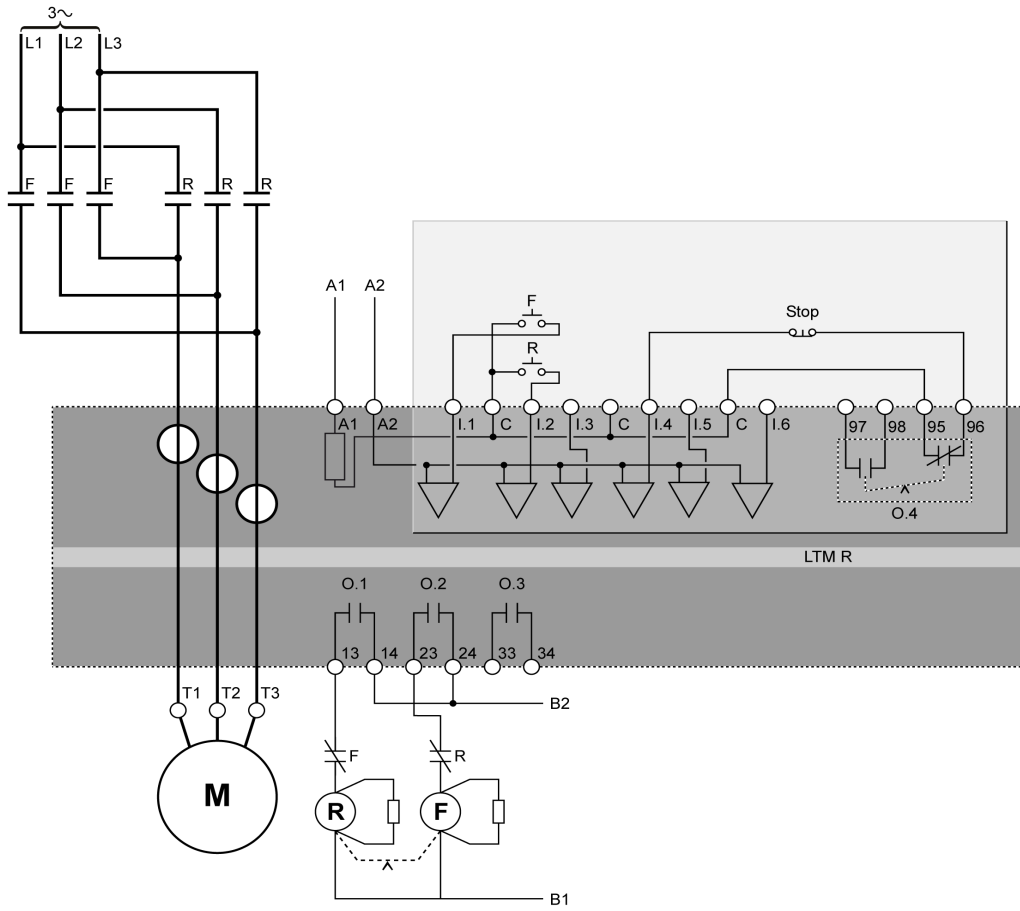 3~
L1 L2 L3
F F F R R R
A1 A2
F
R
Stop
A1 A2 I.1 C I.2 I.3 C I.4 I.5 C I.6 97 98 95 96
O.4
LTM R
O.1 O.2 O.3
13 14 23 24 33 34
T1 T2 T3
B2
F R
M
R F
B1